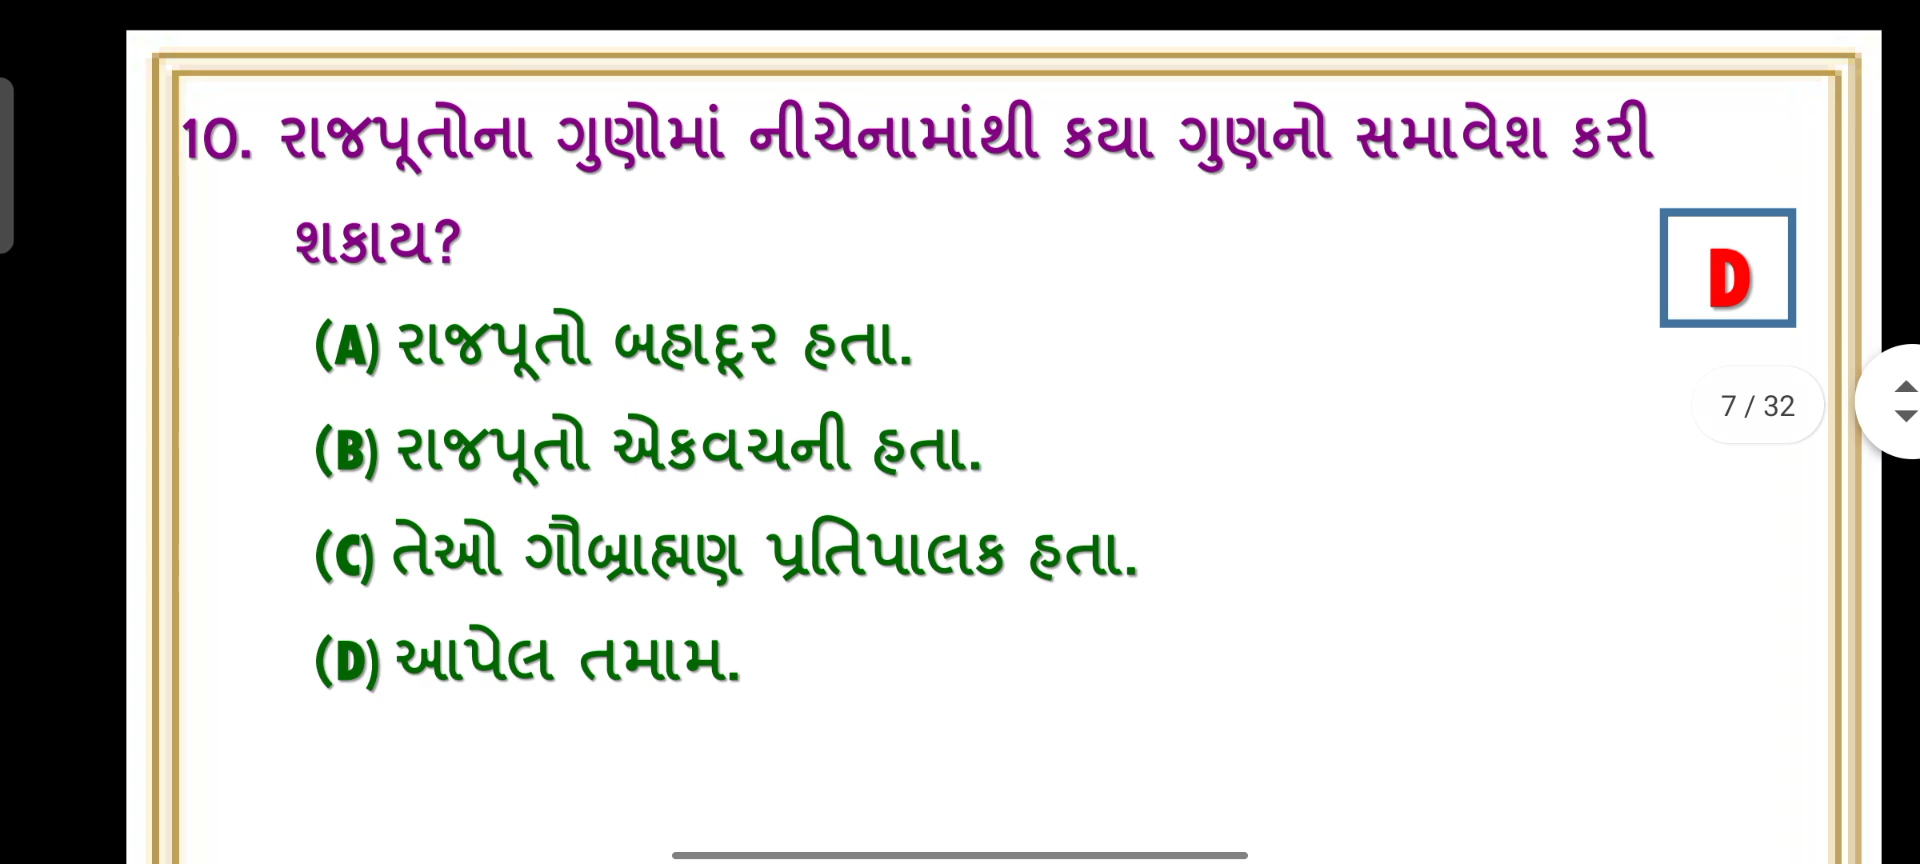 10. રાજપૂતોના ગુણોમાં નીચેનામાંથી કયા ગુણનો સમાવેશ કરી
શકાય?
D
(A) રાજપૂતો બહાદૂર હતા.
7 / 32
(B) રાજપૂતો એકવચની હતા.
(C) તેઓ ગૌબ્રાહ્મણ પ્રતિપાલક હતા.
(D) આપેલ તમામ.